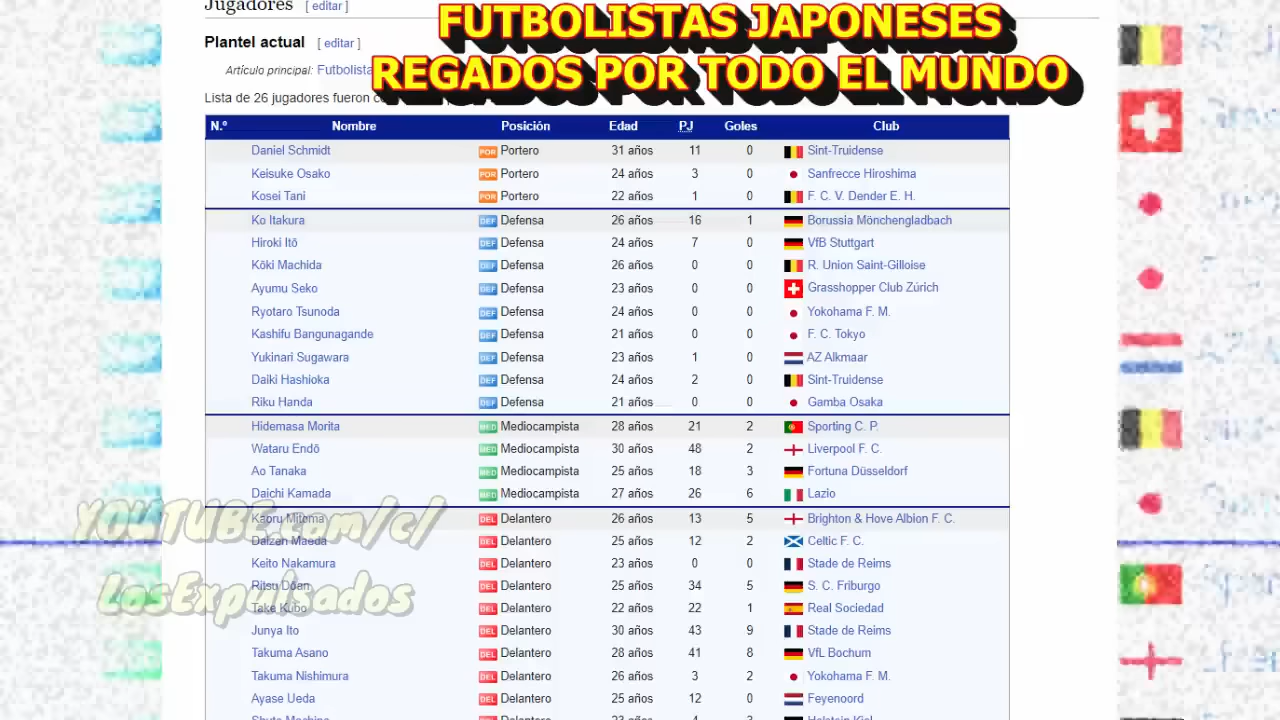 Jugadores [ editar ]
FUTBOLISTAS JAPONESES
Plantel actual [ editar ]
REGADOS POR TODO EL MUNDO
Artículo principal: Futbolista
Lista de 26 jugadores fueron
N.º Nombre Posición Edad PJ Goles Club
Daniel Schmidt POR Portero 31 años 11 0 Sint-Truidense
Keisuke Osako POR Portero 24 años 3 0 Sanfrecce Hiroshima
Kosei Tani POR Portero 22 años 1 0 F. C. V. Dender E. H.
Ko Itakura DEF Defensa 26 años 16 1 Borussia Mönchengladbach
Hiroki Itō DEF Defensa 24 años 7 0 VfB Stuttgart
Kōki Machida DEF Defensa 26 años 0 0 R. Union Saint-Gilloise
Ayumu Seko DEF Defensa 23 años 0 0 Grasshopper Club Zúrich
Ryotaro Tsunoda DEF Defensa 24 años 0 0 Yokohama F. M.
Kashifu Bangunagande DEF Defensa 21 años 0 0 F. C. Tokyo
Yukinari Sugawara DEF Defensa 23 años 1 0 AZ Alkmaar
Daiki Hashioka DEF Defensa 24 años 2 0 Sint-Truidense
Riku Handa DEF Defensa 21 años 0 0 Gamba Osaka
Hidemasa Morita MED Mediocampista 28 años 21 2 Sporting C. P.
Wataru Endō MED Mediocampista 30 años 48 2 Liverpool F. C.
Ao Tanaka MED Mediocampista 25 años 18 3 Fortuna Düsseldorf
Daichi Kamada MED Mediocampista 27 años 26 6 Lazio
Kaoru Mitoma DEL Delantero 26 años 13 5 Brighton & Hove Albion F. C.
YOUTUBE.com/c/
Daizen Maeda DEL Delantero 25 años 12 2 Celtic F. C.
Keito Nakamura DEL Delantero 23 años 0 0 Stade de Reims
Ritsu Dōan DEL Delantero 25 años 34 5 S. C. Friburgo
LosExpulsados
Take Kubo DEL Delantero 22 años 22 1 Real Sociedad
Junya Ito DEL Delantero 30 años 43 9 Stade de Reims
Takuma Asano DEL Delantero 28 años 41 8 VfL Bochum
Takuma Nishimura DEL Delantero 26 años 3 2 Yokohama F. M.
Ayase Ueda DEL Delantero 25 años 12 0 Feyenoord
Shuto Machino DEL Delantero 23 años 4 3 Holstein Kiel